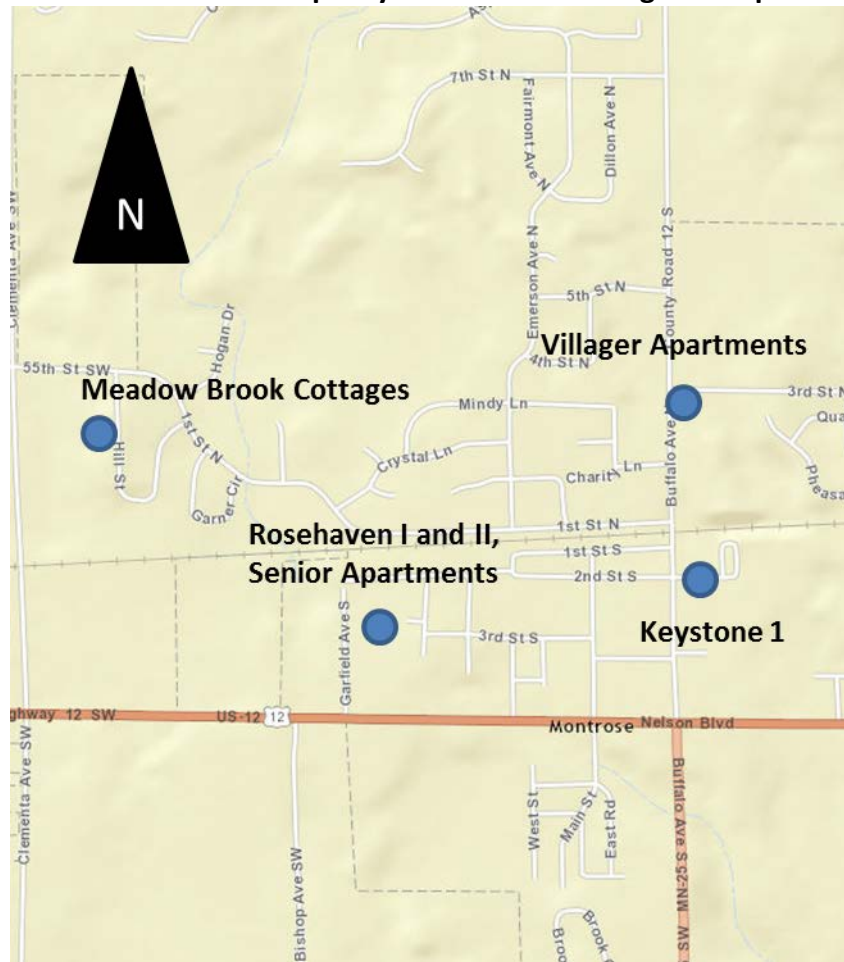 7th St N
Fairmont Ave N
Dillon Ave N
N
Clementa Ave SW
County Road 12 S
Emerson Ave N
5th St N
Hogan Dr
Villager Apartments
4th St N
55th St SW
Meadow Brook Cottages
3rd St N
Mindy Ln
1st St N
Hill St
Crystal Ln
Buffalo Ave
Ln
Garner Cir
1st St N
Rosehaven I and II,
Senior Apartments
1st St S
2nd St S
Keystone 1
3rd St S
Garfield Ave S
US-12
12
Montrose
Nelson Blvd
Clementa Ave SW
Bishop Ave SW
West St
Main St
East Rd
Buffalo Ave S
MN-25